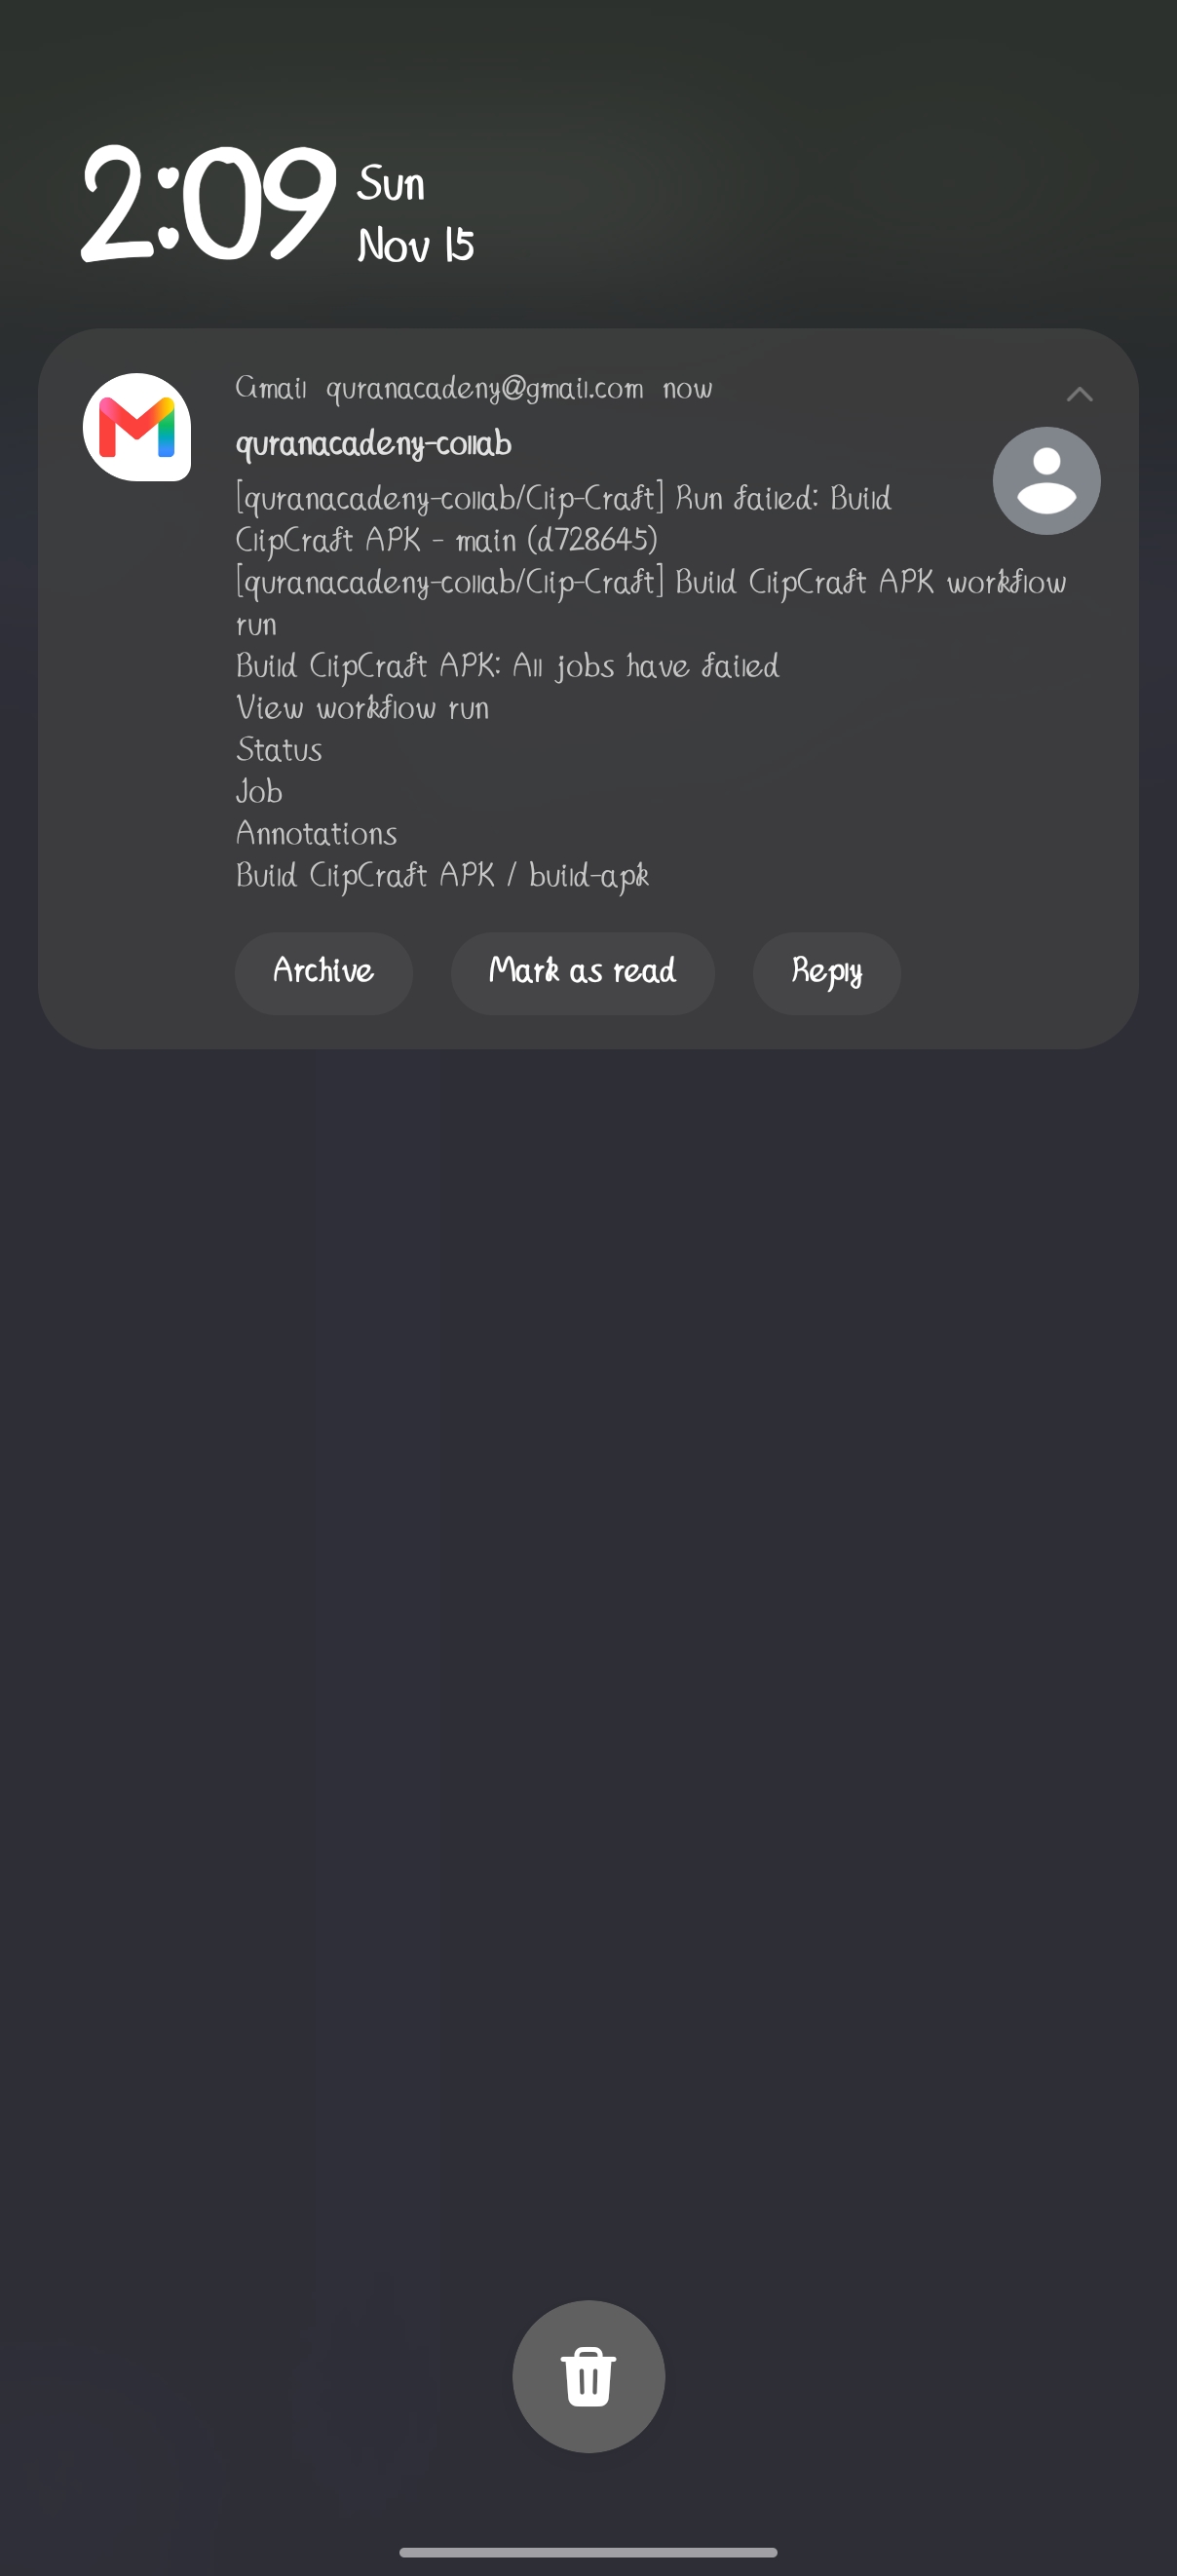 2:09
Sun
Nov 15
Gmail quranacadeny@gmail.com now
quranacadeny-collab
[quranacadeny-collab/Clip-Craft] Run failed: Build
ClipCraft APK - main (d728645)
[quranacadeny-collab/Clip-Craft] Build ClipCraft APK workflow
run
Build ClipCraft APK: All jobs have failed
View workflow run
Status
Job
Annotations
Build ClipCraft APK / build-apk
Archive
Mark as read
Reply